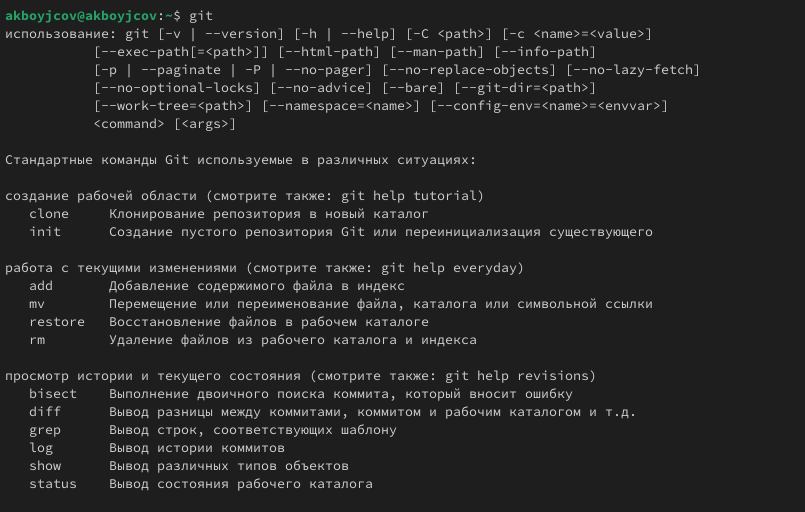 akboyjcov@akboyjcov:~$ git
использование: git [-v | --version] [-h | --help] [-C <path>] [-c <name>=<value>]
           [--exec-path[=<path>]] [--html-path] [--man-path] [--info-path]
           [-p | --paginate | -P | --no-pager] [--no-replace-objects] [--no-lazy-fetch]
           [--no-optional-locks] [--no-advice] [--bare] [--git-dir=<path>]
           [--work-tree=<path>] [--namespace=<name>] [--config-env=<name>=<envvar>]
           <command> [<args>]

Стандартные команды Git используемые в различных ситуациях:

создание рабочей области (смотрите также: git help tutorial)
   clone     Клонирование репозитория в новый каталог
   init      Создание пустого репозитория Git или переинициализация существующего

работа с текущими изменениями (смотрите также: git help everyday)
   add       Добавление содержимого файла в индекс
   mv        Перемещение или переименование файла, каталога или символьной ссылки
   restore   Восстановление файлов в рабочем каталоге
   rm        Удаление файлов из рабочего каталога и индекса

просмотр истории и текущего состояния (смотрите также: git help revisions)
   bisect    Выполнение двоичного поиска коммита, который вносит ошибку
   diff      Вывод разницы между коммитами, коммитом и рабочим каталогом и т.д.
   grep      Вывод строк, соответствующих шаблону
   log       Вывод истории коммитов
   show      Вывод различных типов объектов
   status    Вывод состояния рабочего каталога